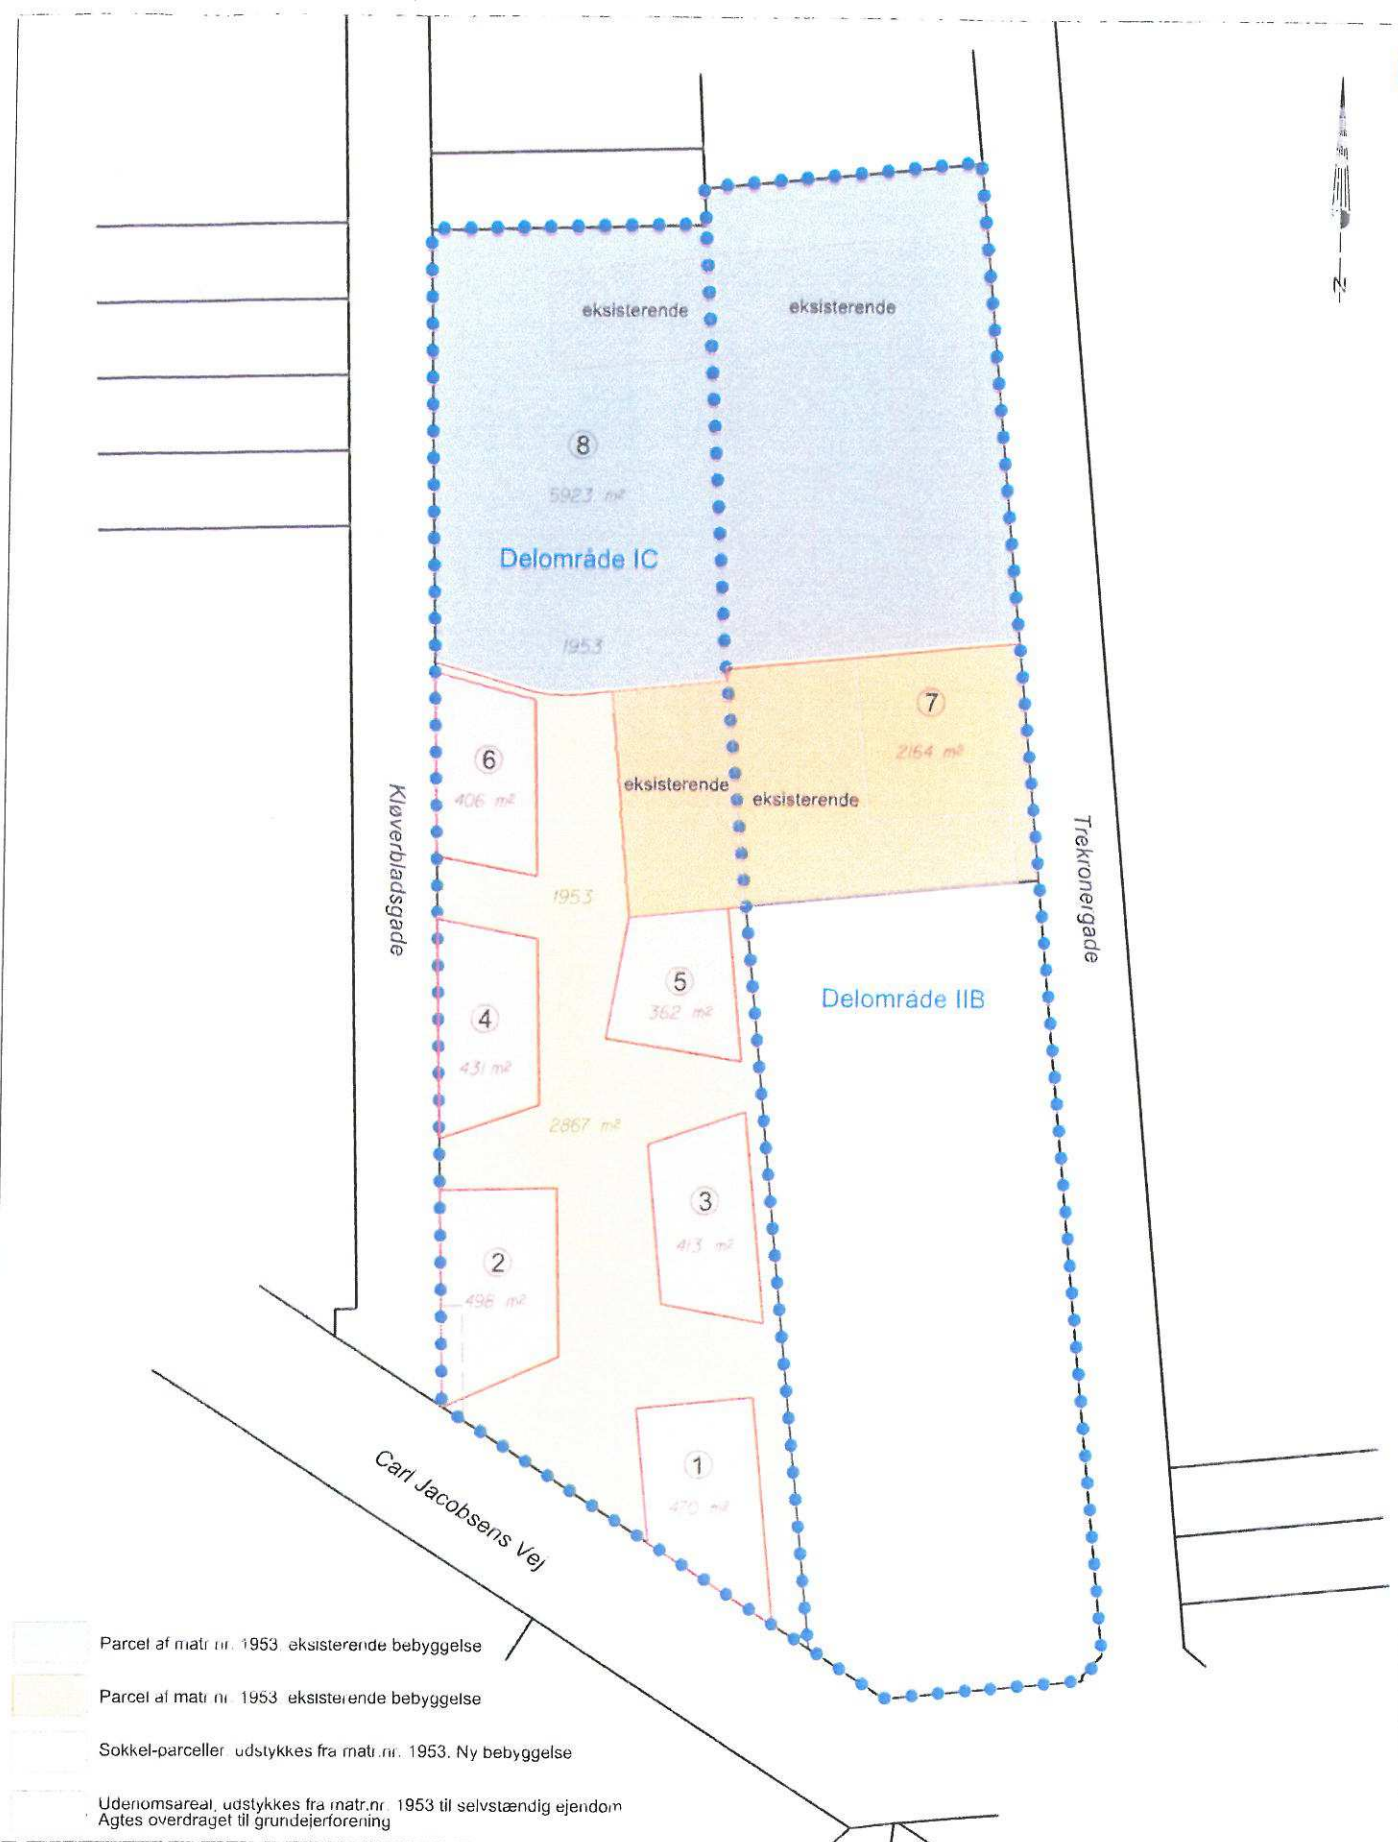 N
eksisterende
eksisterende
8
5923 m²
Delområde IC
1953
7
2164 m²
6
406 m²
eksisterende
eksisterende
Kløverbladsgade
Trekronergade
1953
5
362 m²
Delområde IIB
4
431 m²
2867 m²
3
413 m²
2
498 m²
1
Carl Jacobsens Vej
Parcel af matr nr. 1953 eksisterende bebyggelse
Parcel af matr nr 1953 eksisterende bebyggelse
Sokkel-parceller udstykkes fra matr.nr. 1953. Ny bebyggelse
Udenomsareal, udstykkes fra matr.nr. 1953 til selvstændig ejendom
Agtes overdraget til grundejerforening